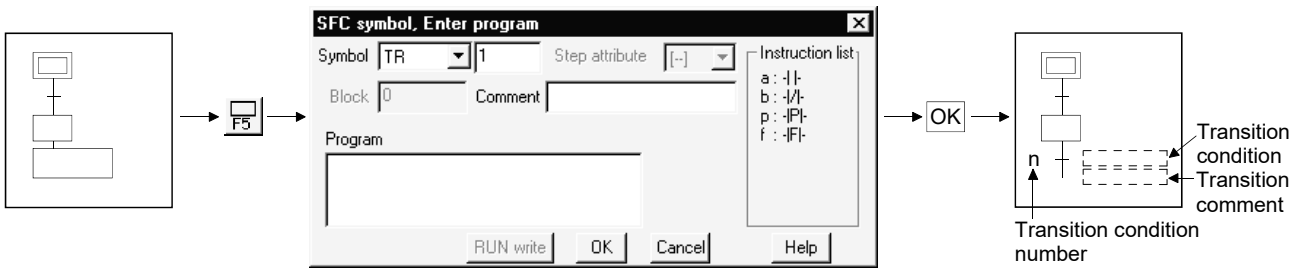 SFC symbol, Enter program
Symbol TR 1 Step attribute [--]
Block 0 Comment
Program
Instruction list
a : -| |-
b : -|/|-
p : -|P|-
f : -|F|-
RUN write OK Cancel Help
F5
OK
n
Transition
condition
Transition
comment
Transition condition
number